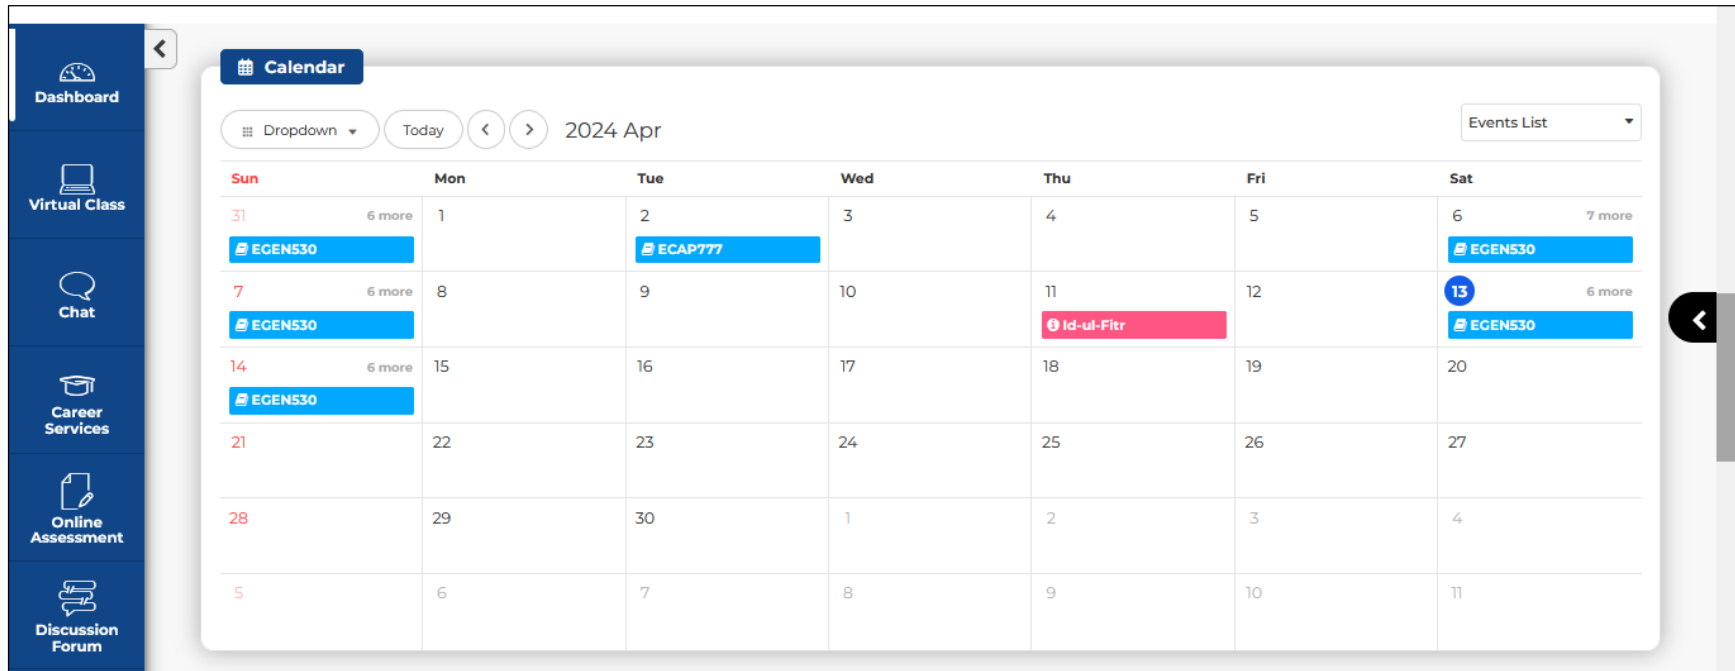 Dashboard
Virtual Class
Chat
Career
Services
Online
Assessment
Discussion
Forum
Calendar
Dropdown
Today
2024 Apr
Events List
Sun Mon Tue Wed Thu Fri Sat
31 6 more 1 2 3 4 5 6 7 more
EGEN530 ECAP777 EGEN530
7 6 more 8 9 10 11 12 13 6 more
EGEN530 Id-ul-Fitr EGEN530
14 6 more 15 16 17 18 19 20
EGEN530
21 22 23 24 25 26 27
28 29 30 1 2 3 4
5 6 7 8 9 10 11